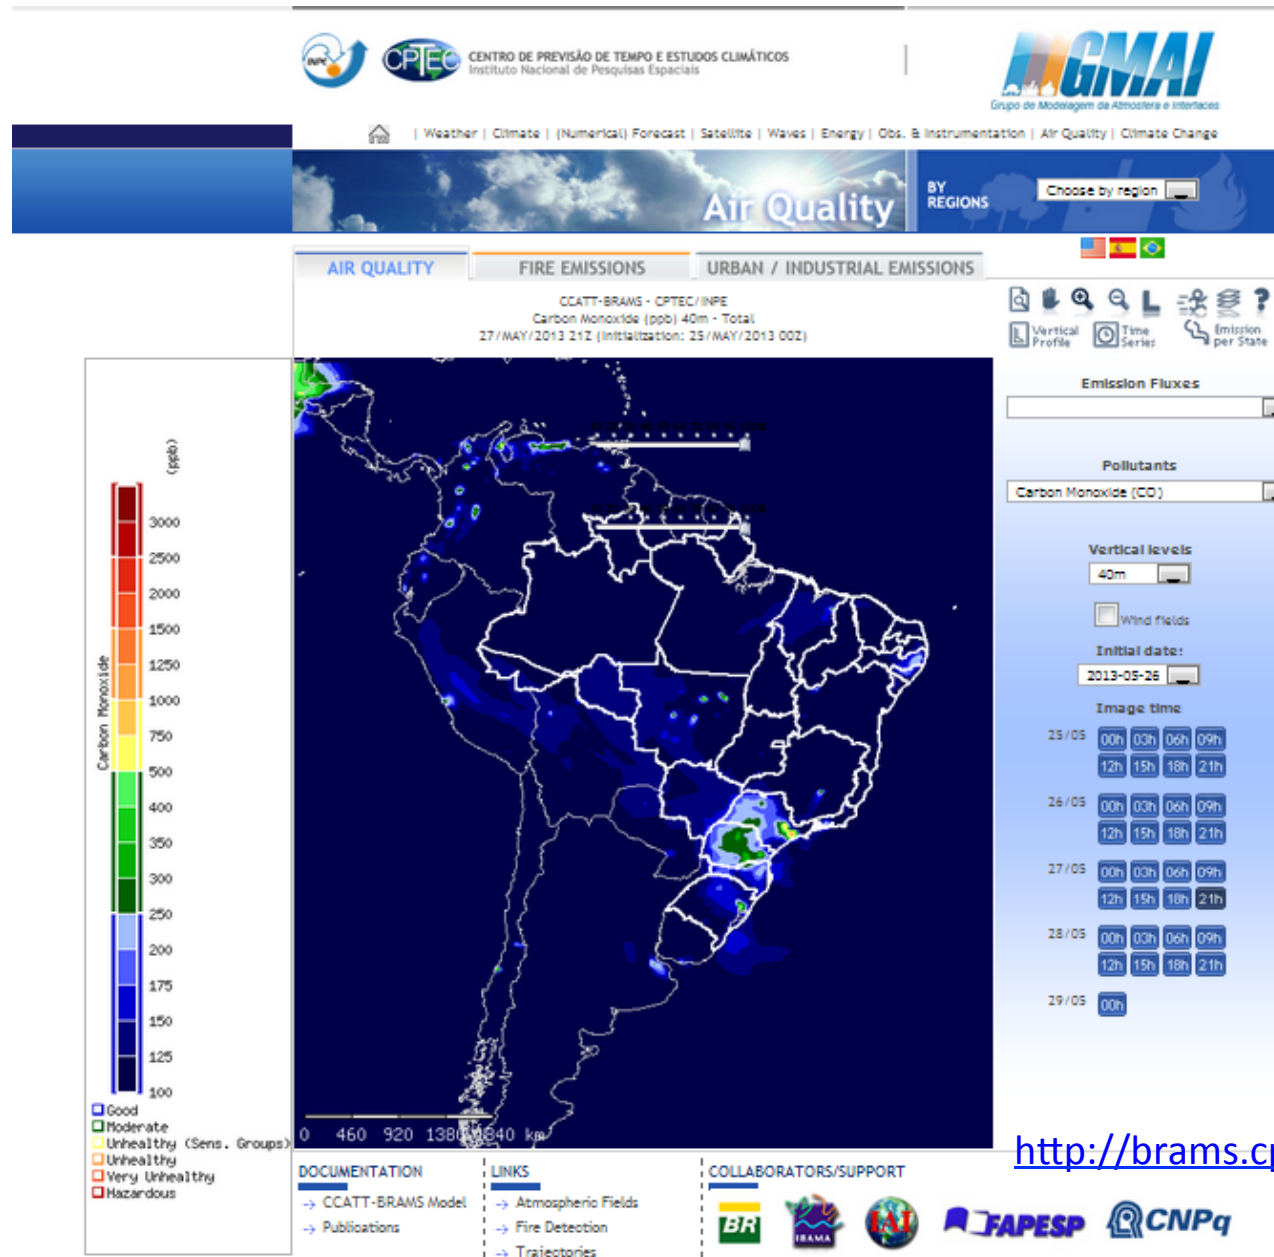 INPE
CPTEC
CENTRO DE PREVISÃO DE TEMPO E ESTUDOS CLIMÁTICOS
Instituto Nacional de Pesquisas Espaciais
GMAI
Grupo de Modelagem da Atmosfera e Interfaces
| Weather | Climate | (Numerical) Forecast | Satellite | Waves | Energy | Obs. & Instrumentation | Air Quality | Climate Change
Air Quality
BY REGIONS
Choose by region
AIR QUALITY
FIRE EMISSIONS
URBAN / INDUSTRIAL EMISSIONS
CCATT-BRAMS - CPTEC/INPE
Carbon Monoxide (ppb) 40m - Total
27/MAY/2013 21Z (Initialization: 25/MAY/2013 00Z)
Vertical Profile
Time Series
Emission per State
Emission Fluxes
Pollutants
Carbon Monoxide (CO)
Vertical levels
40m
Wind fields
Initial date:
2013-05-26
Image time
25/05 00h 03h 06h 09h
12h 15h 18h 21h
26/05 00h 03h 06h 09h
12h 15h 18h 21h
27/05 00h 03h 06h 09h
12h 15h 18h 21h
28/05 00h 03h 06h 09h
12h 15h 18h 21h
29/05 00h
(ppb)
Carbon Monoxide
3000
2500
2000
1500
1250
1000
750
500
400
350
300
250
200
175
150
125
100
Good
Moderate
Unhealthy (Sens. Groups)
Unhealthy
Very Unhealthy
Hazardous
0 460 920 1380 1840 km
http://brams.cp
DOCUMENTATION
→ CCATT-BRAMS Model
→ Publications
LINKS
→ Atmospheric Fields
→ Fire Detection
→ Trajectories
COLLABORATORS/SUPPORT
BR
IBAMA
IAI
FAPESP
CNPq